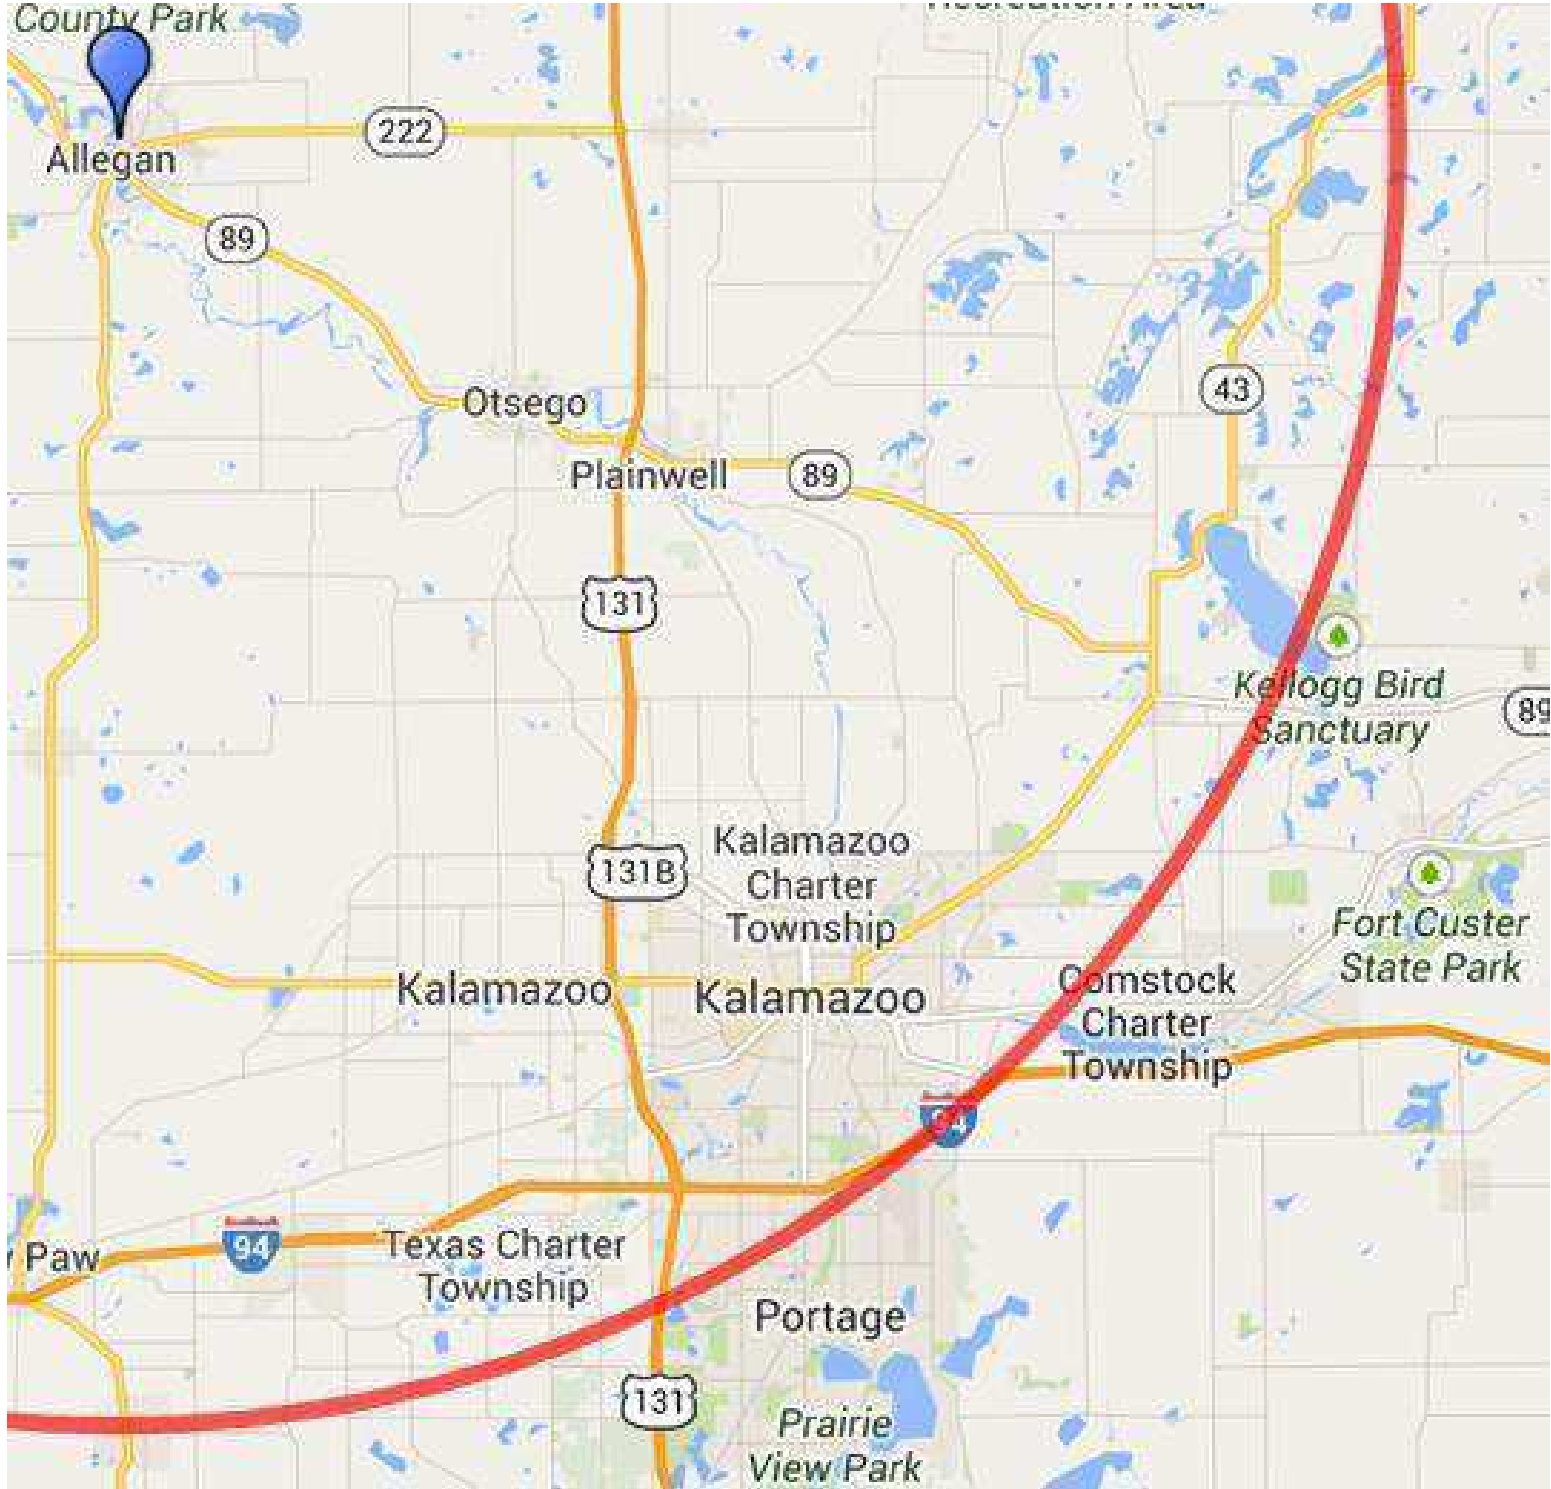 County Park
Recreation Area
222
Allegan
89
43
Otsego
Plainwell
89
131
Kellogg Bird
Sanctuary
89
Kalamazoo
Charter
Township
131B
Fort Custer
State Park
Kalamazoo
Kalamazoo
Comstock
Charter
Township
94
94
Paw
Texas Charter
Township
Portage
131
Prairie
View Park